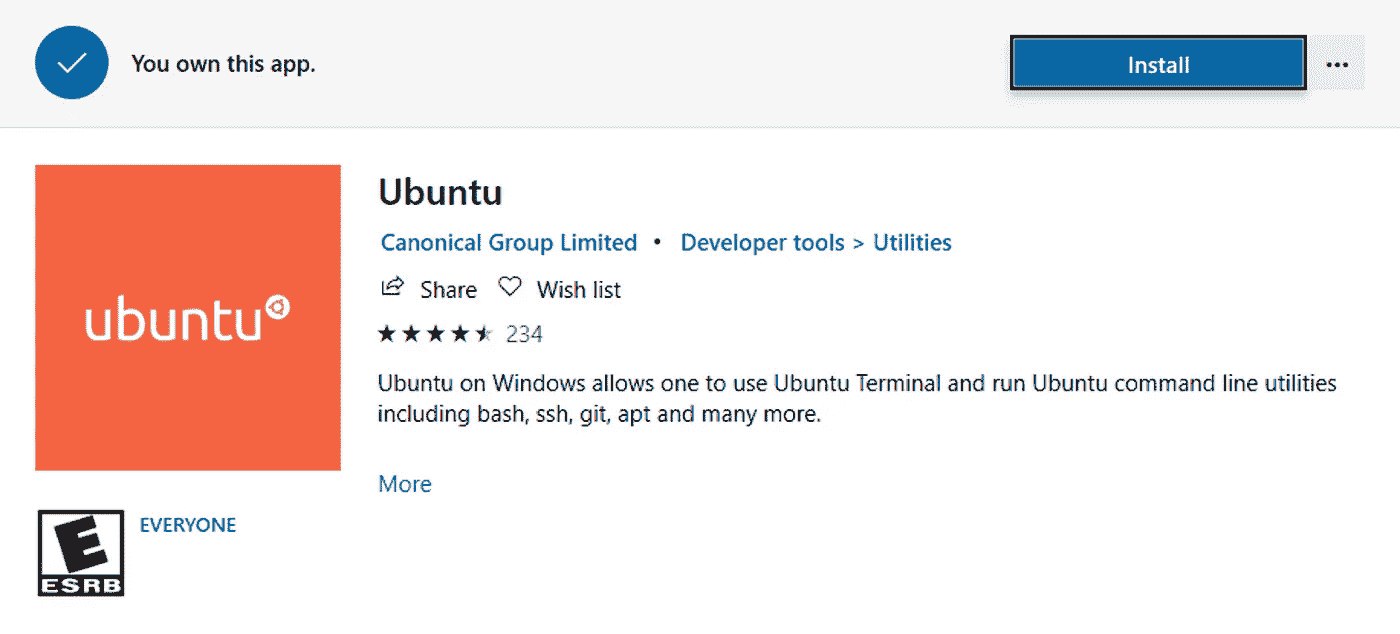 You own this app.
Install
ubuntu
Ubuntu
Canonical Group Limited • Developer tools > Utilities
Share Wish list
234
Ubuntu on Windows allows one to use Ubuntu Terminal and run Ubuntu command line utilities
including bash, ssh, git, apt and many more.
More
E
EVERYONE
ESRB